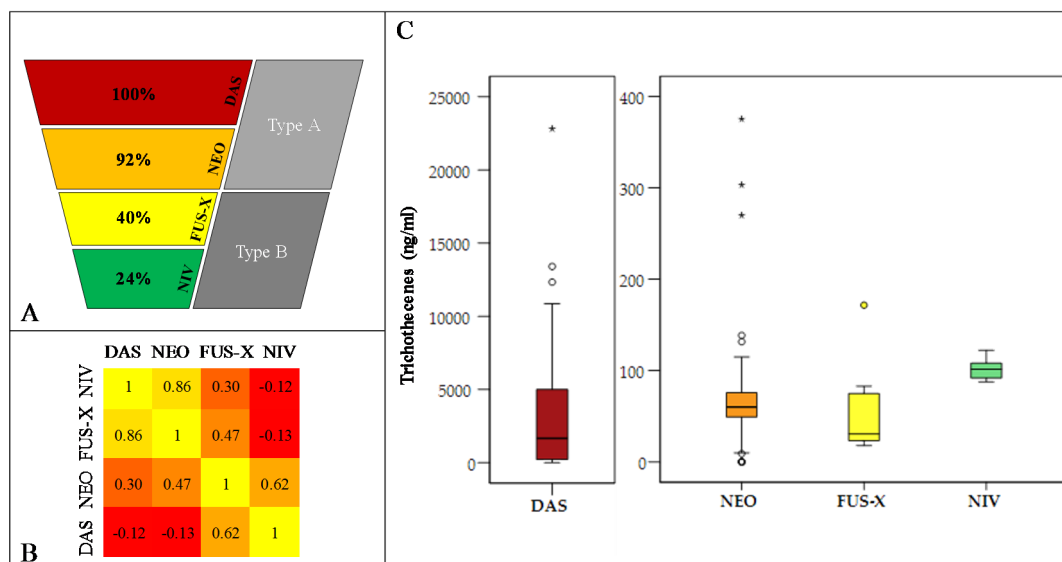 A
100%
DAS
92%
NEO
40%
FUS-X
24%
NIV
Type A
Type B
B
DAS NEO FUS-X NIV
NIV 1 0.86 0.30 -0.12
FUS-X 0.86 1 0.47 -0.13
NEO 0.30 0.47 1 0.62
DAS -0.12 -0.13 0.62 1
C
Trichothecenes (ng/ml)
25000
20000
15000
10000
5000
0
DAS
400
300
200
100
0
NEO FUS-X NIV